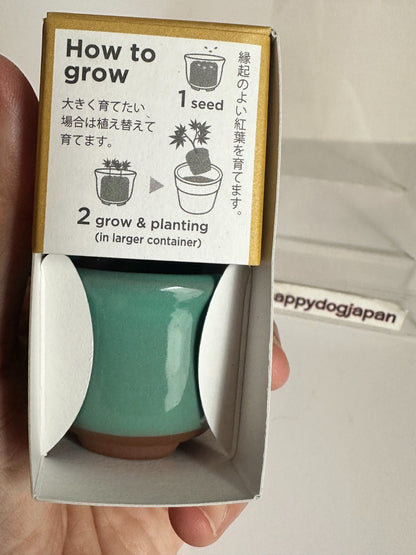 How to
grow
大きく育てたい
場合は植え替えて
育てます。
1 seed
縁起のよい紅葉を育てます。
2 grow & planting
(in larger container)
appydogjapan